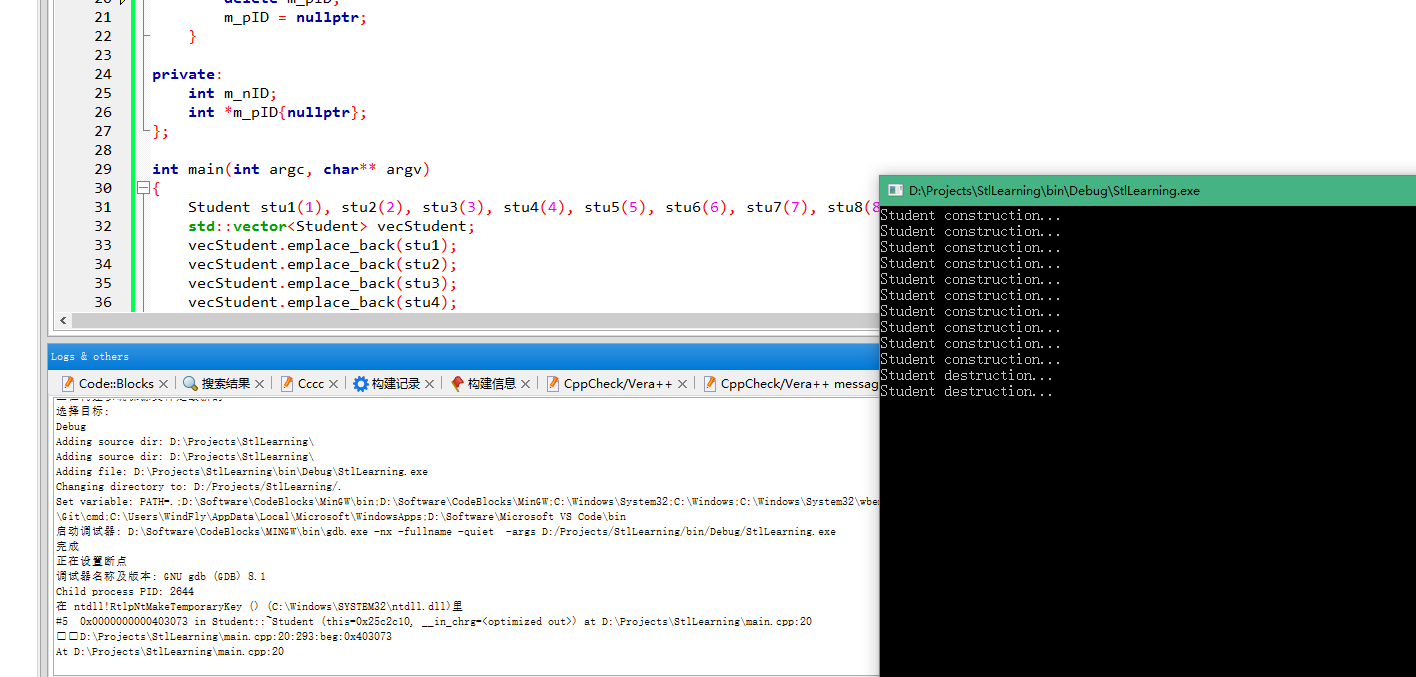 20 delete m_pID;
21 m_pID = nullptr;
22 }
23
24 private:
25 int m_nID;
26 int *m_pID{nullptr};
27 };
28
29 int main(int argc, char** argv)
30 {
31 Student stu1(1), stu2(2), stu3(3), stu4(4), stu5(5), stu6(6), stu7(7), stu8(8
32 std::vector<Student> vecStudent;
33 vecStudent.emplace_back(stu1);
34 vecStudent.emplace_back(stu2);
35 vecStudent.emplace_back(stu3);
36 vecStudent.emplace_back(stu4);
D:\Projects\StlLearning\bin\Debug\StlLearning.exe
Student construction...
Student construction...
Student construction...
Student construction...
Student construction...
Student construction...
Student construction...
Student construction...
Student construction...
Student construction...
Student destruction...
Student destruction...
Logs & others
Code::Blocks 搜索结果 Cccc 构建记录 构建信息 CppCheck/Vera++ CppCheck/Vera++ messag
选择目标:
Debug
Adding source dir: D:\Projects\StlLearning\
Adding source dir: D:\Projects\StlLearning\
Adding file: D:\Projects\StlLearning\bin\Debug\StlLearning.exe
Changing directory to: D:/Projects/StlLearning/.
Set variable: PATH=.;D:\Software\CodeBlocks\MinGW\bin;D:\Software\CodeBlocks\MinGW;C:\Windows\System32;C:\Windows;C:\Windows\System32\wbe
\Git\cmd;C:\Users\WindFly\AppData\Local\Microsoft\WindowsApps;D:\Software\Microsoft VS Code\bin
启动调试器: D:\Software\CodeBlocks\MINGW\bin\gdb.exe -nx -fullname -quiet -args D:/Projects/StlLearning/bin/Debug/StlLearning.exe
完成
正在设置断点
调试器名称及版本: GNU gdb (GDB) 8.1
Child process PID: 2644
在 ntdll!RtlpNtMakeTemporaryKey () (C:\Windows\SYSTEM32\ntdll.dll)里
#5 0x0000000000403073 in Student::~Student (this=0x25c2c10, __in_chrg=<optimized out>) at D:\Projects\StlLearning\main.cpp:20
□□D:\Projects\StlLearning\main.cpp:20:293:beg:0x403073
At D:\Projects\StlLearning\main.cpp:20